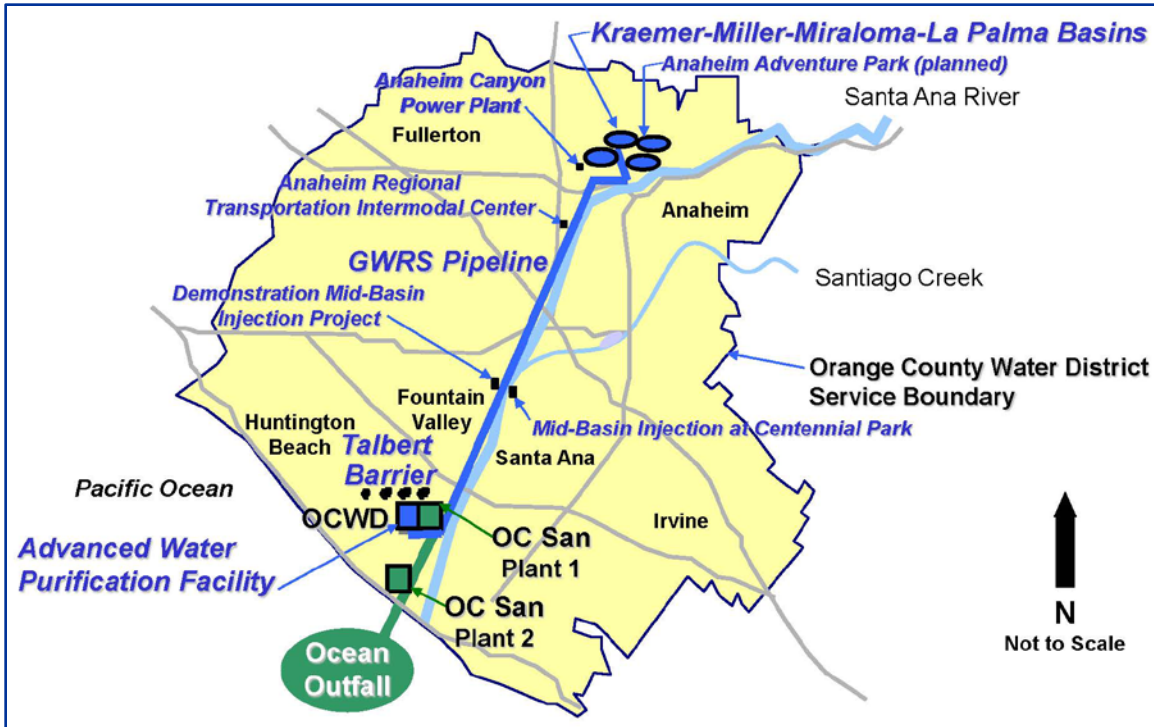 Kraemer-Miller-Miraloma-La Palma Basins
Anaheim Adventure Park (planned)
Anaheim Canyon
Power Plant
Santa Ana River
Fullerton
Anaheim Regional
Transportation Intermodal Center
Anaheim
GWRS Pipeline
Santiago Creek
Demonstration Mid-Basin
Injection Project
Orange County Water District
Service Boundary
Fountain
Valley
Huntington
Beach
Mid-Basin Injection at Centennial Park
Talbert
Barrier
Santa Ana
Pacific Ocean
OCWD
Irvine
OC San
Plant 1
Advanced Water
Purification Facility
OC San
Plant 2
N
Not to Scale
Ocean
Outfall